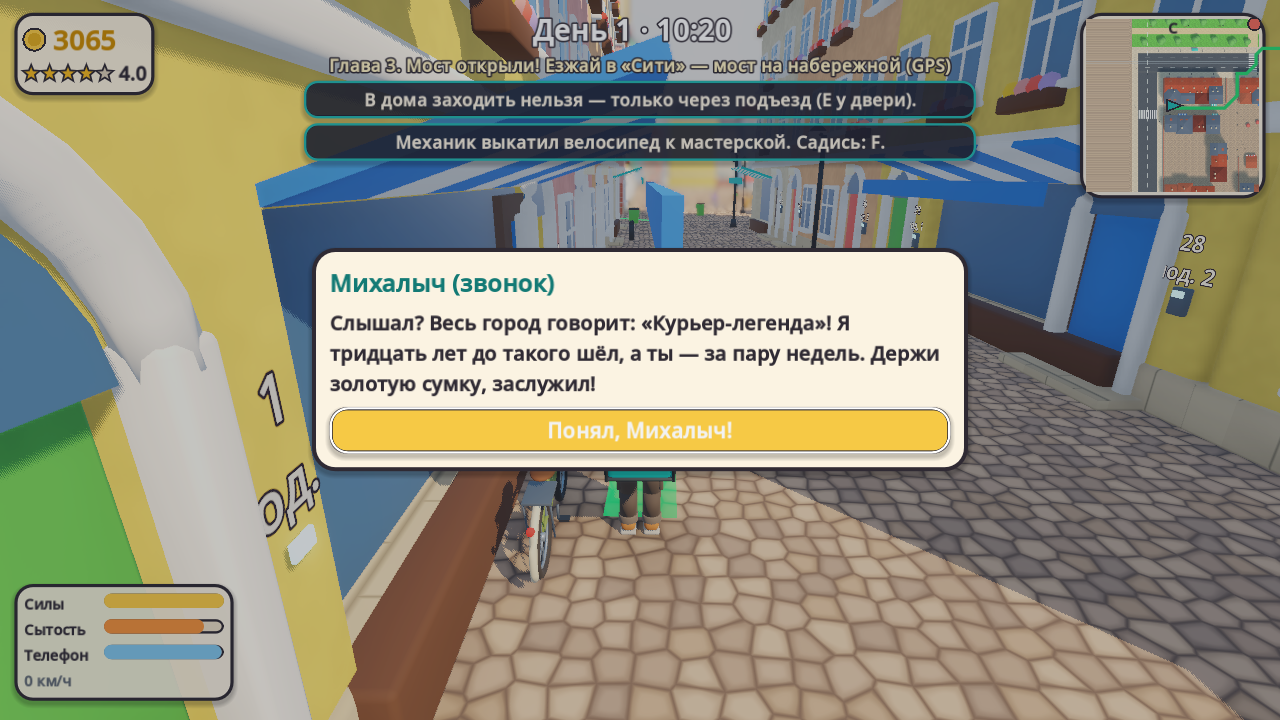 3065
4.0
День 1 · 10:20
Глава 3. Мост открыли! Езжай в «Сити» — мост на набережной (GPS)
В дома заходить нельзя — только через подъезд (E у двери).
Механик выкатил велосипед к мастерской. Садись: F.
С
28
од. 2
Михалыч (звонок)
Слышал? Весь город говорит: «Курьер-легенда»! Я
тридцать лет до такого шёл, а ты — за пару недель. Держи
золотую сумку, заслужил!
Понял, Михалыч!
1
од.
Силы
Сытость
Телефон
0 км/ч